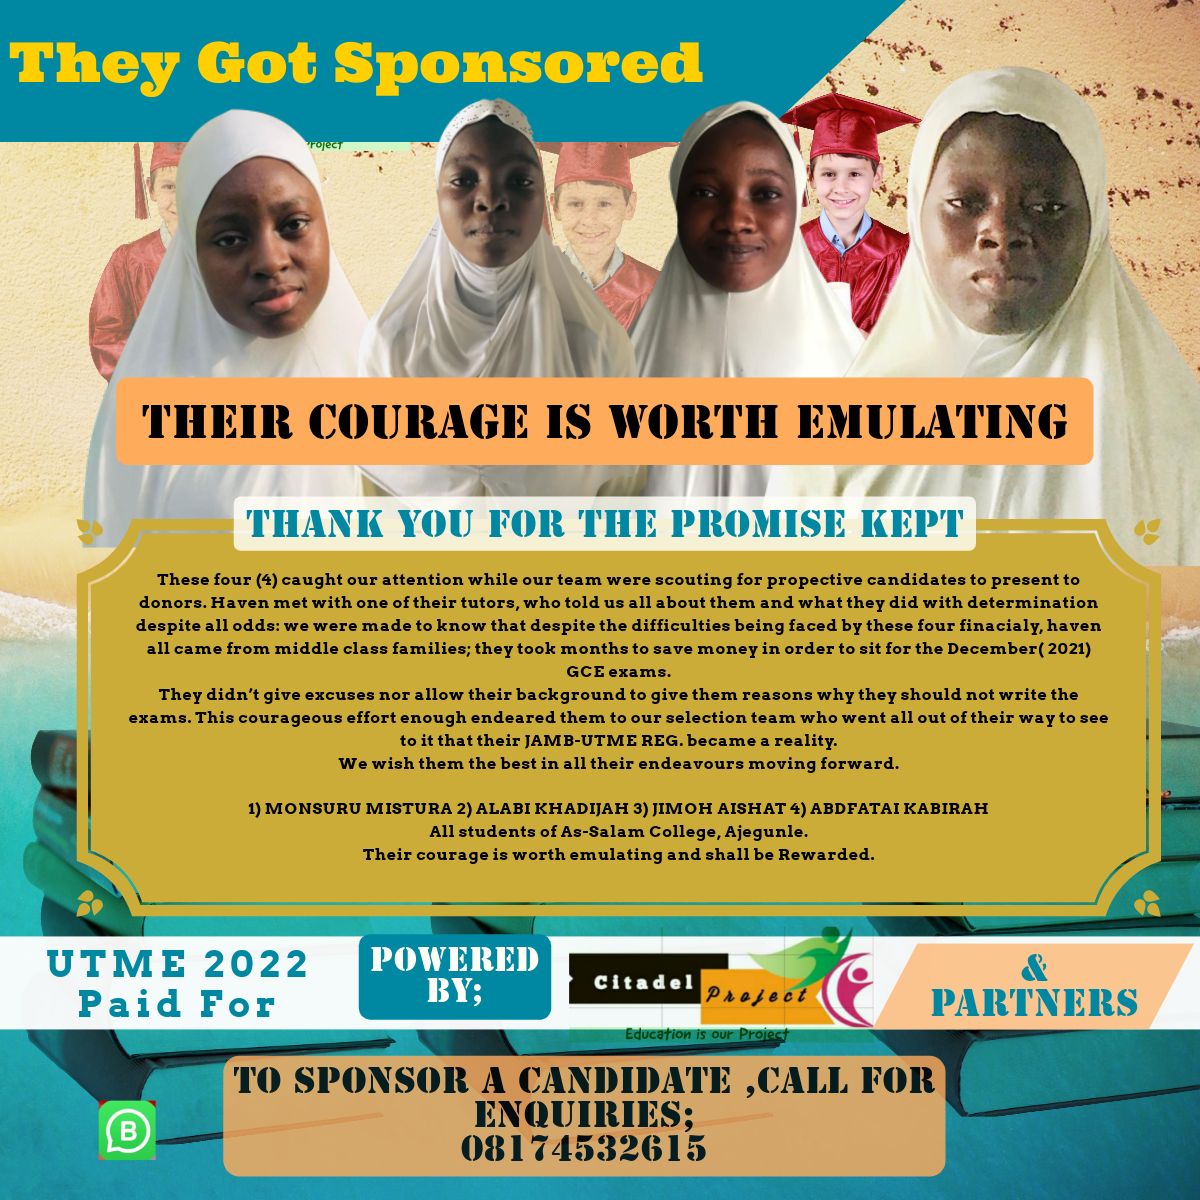 They Got Sponsored
Project
THEIR COURAGE IS WORTH EMULATING
THANK YOU FOR THE PROMISE KEPT
These four (4) caught our attention while our team were scouting for propective candidates to present to
donors. Haven met with one of their tutors, who told us all about them and what they did with determination
despite all odds: we were made to know that despite the difficulties being faced by these four finacialy, haven
all came from middle class families; they took months to save money in order to sit for the December( 2021)
GCE exams.
They didn't give excuses nor allow their background to give them reasons why they should not write the
exams. This courageous effort enough endeared them to our selection team who went all out of their way to see
to it that their JAMB-UTME REG. became a reality.
We wish them the best in all their endeavours moving forward.
1) MONSURU MISTURA 2) ALABI KHADIJAH 3) JIMOH AISHAT 4) ABDFATAI KABIRAH
All students of As-Salam College, Ajegunle.
Their courage is worth emulating and shall be Rewarded.
UTME 2022
Paid For
POWERED
BY;
Citadel
Project
Education is our Project
&
PARTNERS
TO SPONSOR A CANDIDATE ,CALL FOR
ENQUIRIES;
08174532615
B